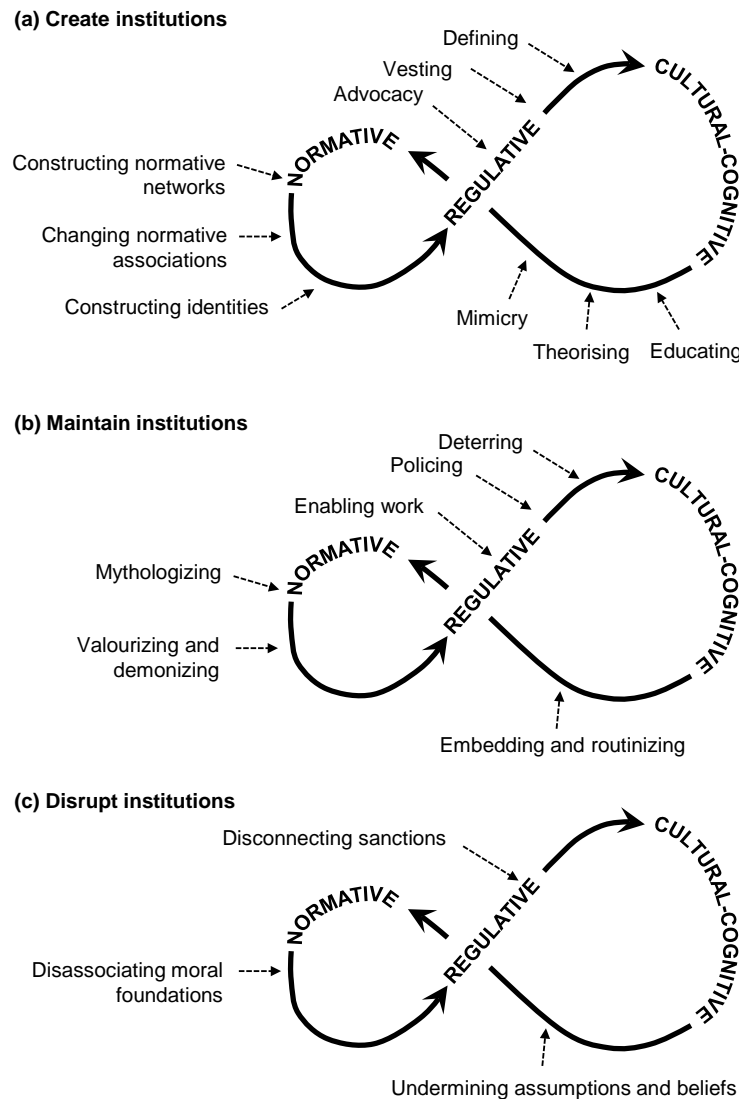 (a) Create institutions
Defining
Vesting
Advocacy
CULTURAL-COGNITIVE
NORMATIVE
REGULATIVE
Constructing normative
networks
Changing normative
associations
Constructing identities
Mimicry
Theorising
Educating
(b) Maintain institutions
Deterring
Policing
Enabling work
CULTURAL-COGNITIVE
NORMATIVE
REGULATIVE
Mythologizing
Valourizing and
demonizing
Embedding and routinizing
(c) Disrupt institutions
Disconnecting sanctions
CULTURAL-COGNITIVE
NORMATIVE
REGULATIVE
Disassociating moral
foundations
Undermining assumptions and beliefs